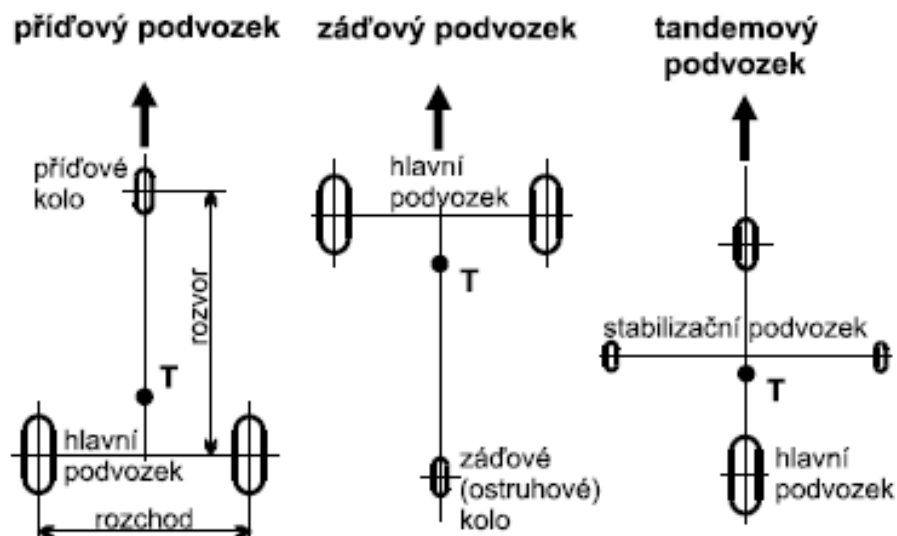 příďový podvozek
příďové
kolo
rozvor
T
hlavní
podvozek
rozchod
záďový podvozek
hlavní
podvozek
T
záďové
(ostruhové)
kolo
tandemový
podvozek
stabilizační podvozek
T
hlavní
podvozek